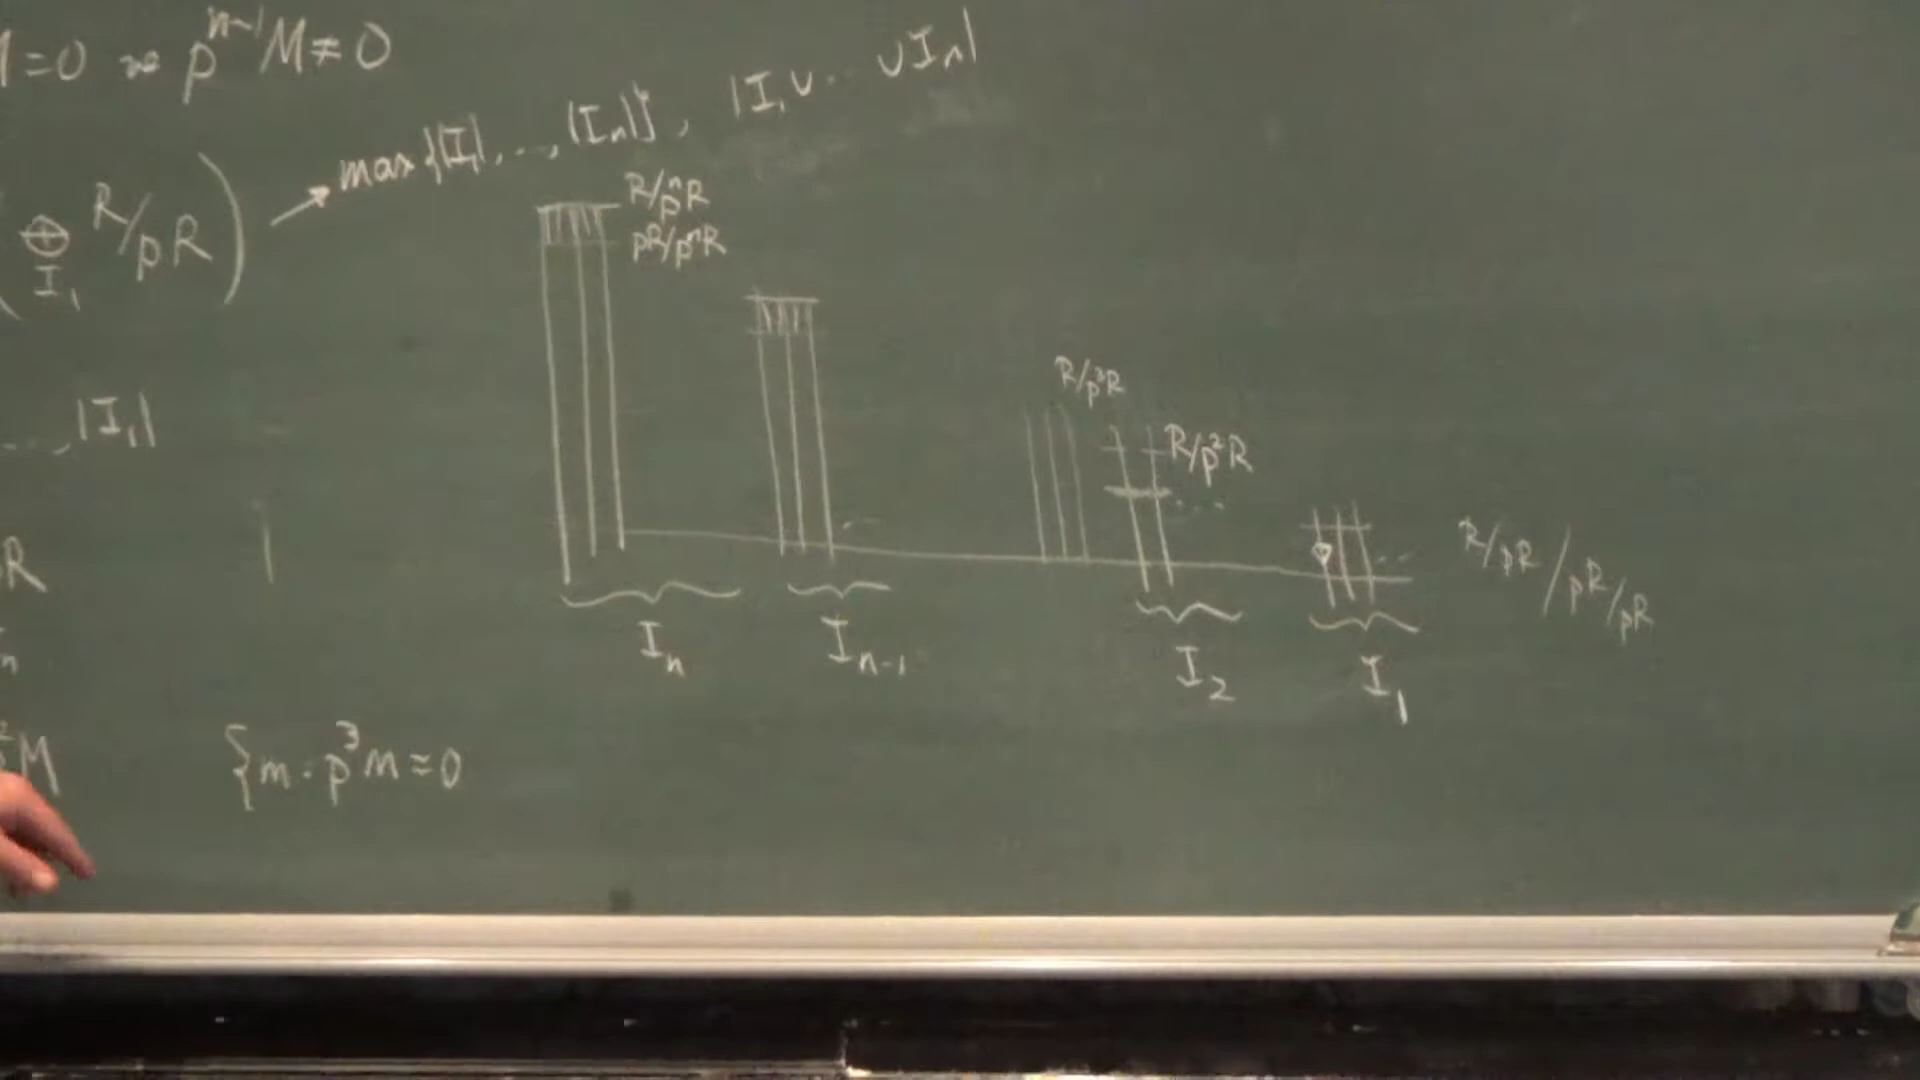 =0 ∾ p^{n-1}M≠0
max{|I_1|,...,|I_n|}, |I_1∪...∪I_n|
⊕_{I_1} R/pR)
R/p^nR
pR/p^nR
R/p^3R
...,|I_1|
R/p^2R
...
R
R/pR / pR/pR
I_n I_{n-1} I_2 I_1
n
^2M
{m : p^3m=0